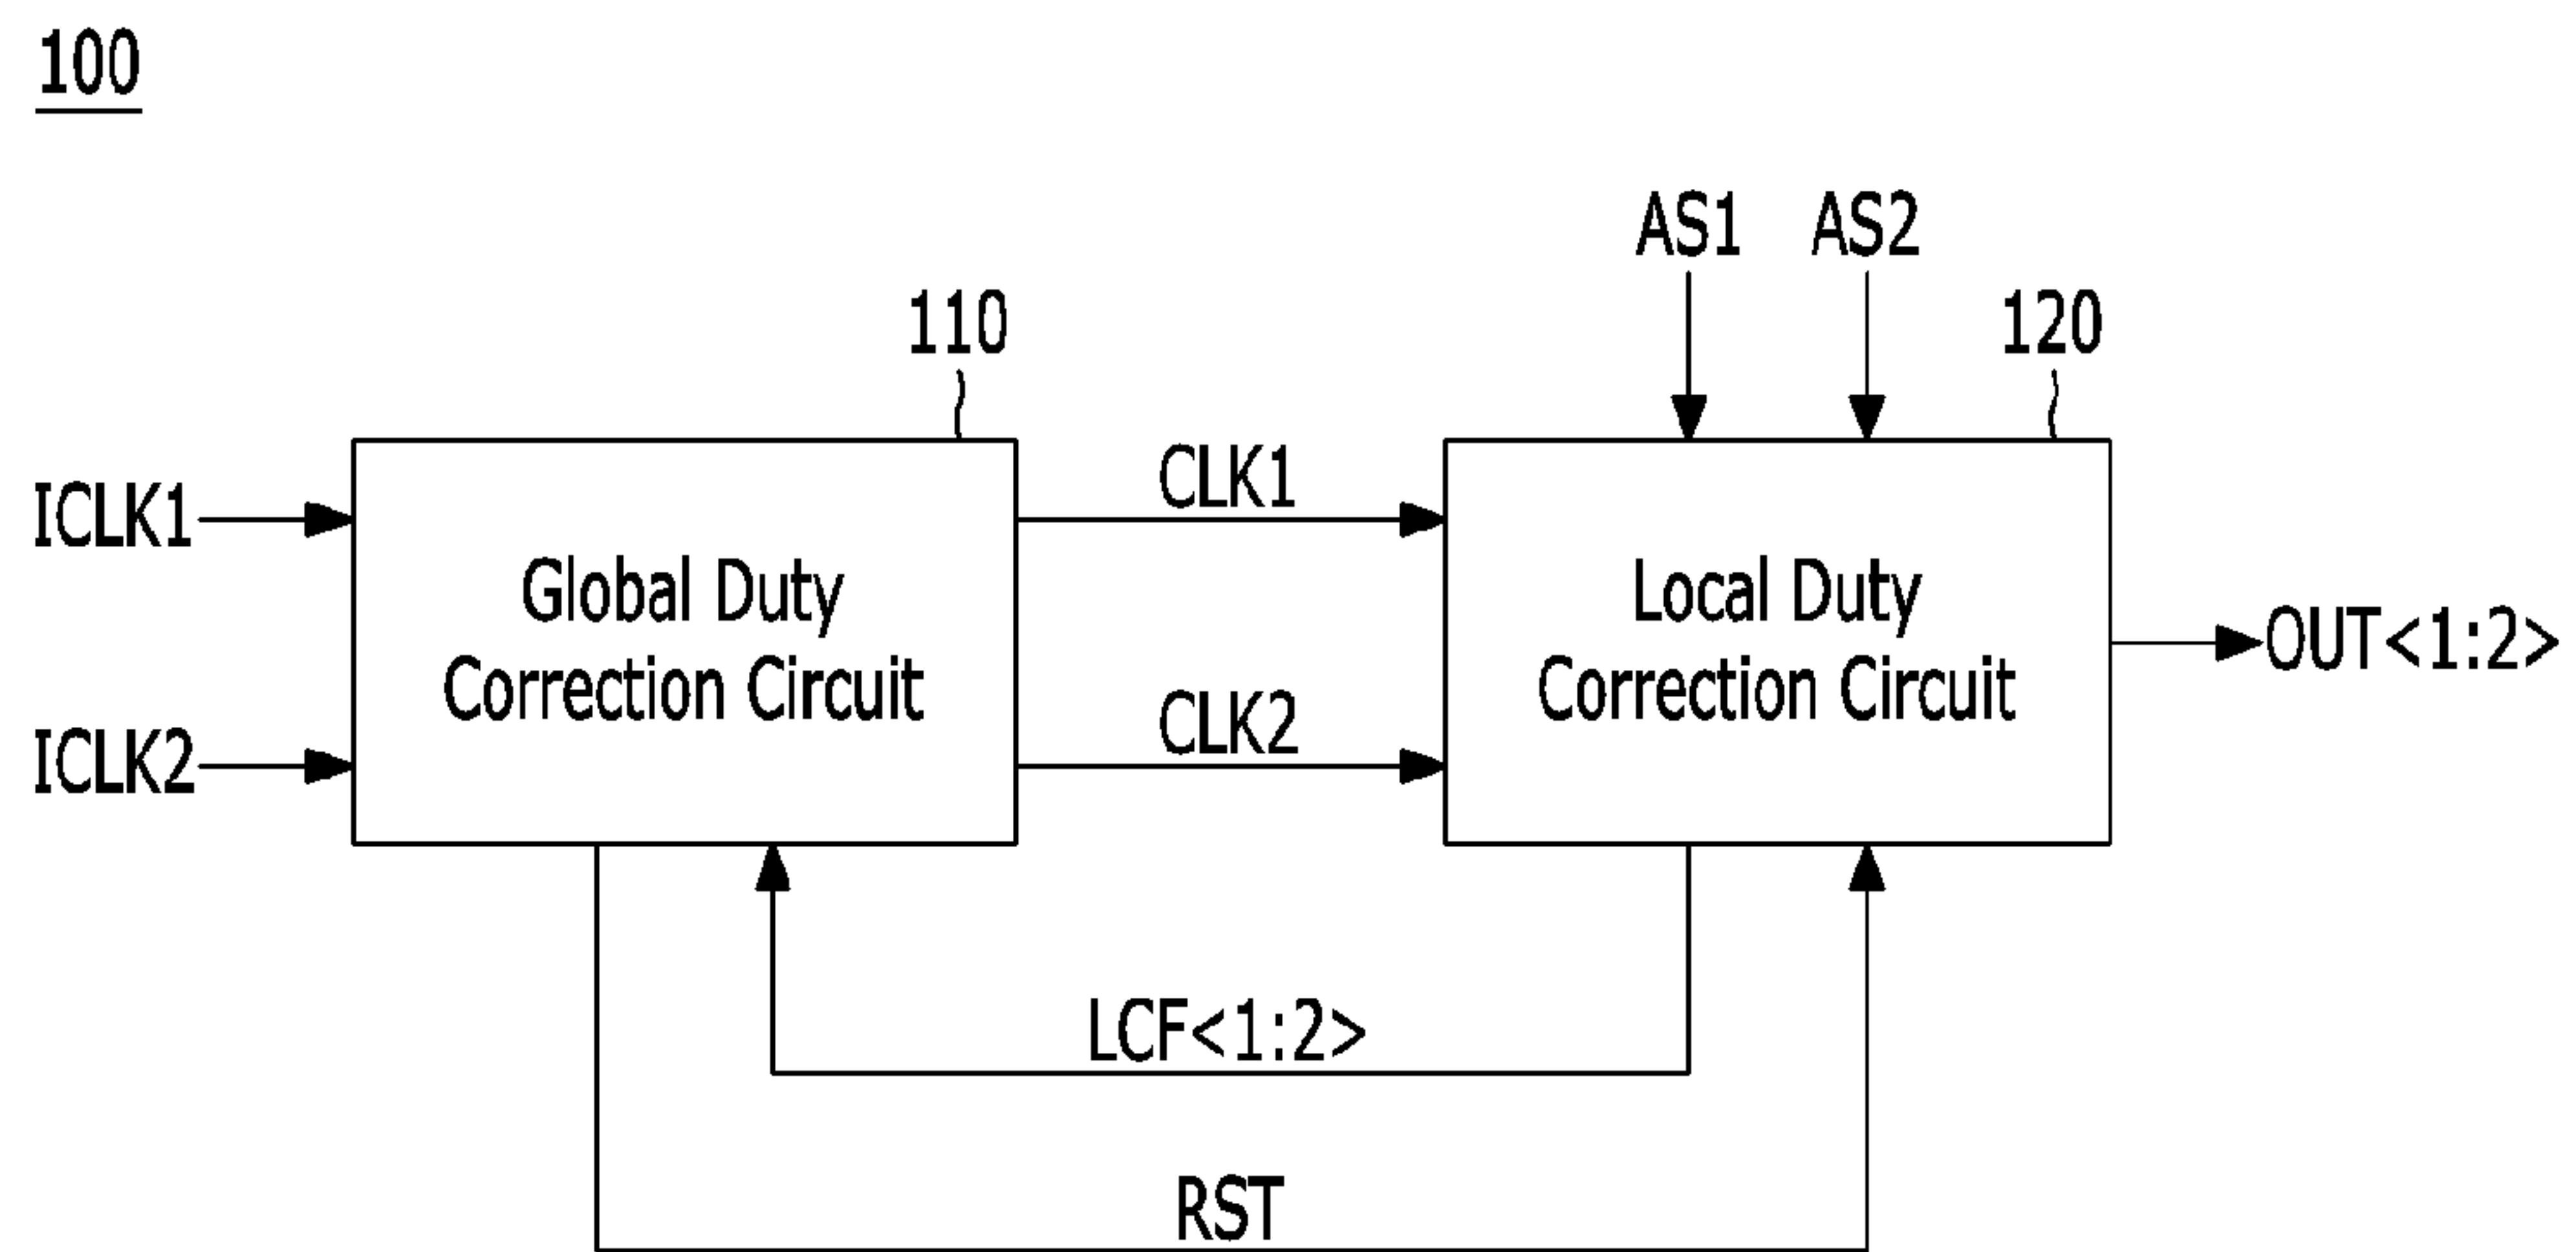 100
AS1 AS2
110
120
ICLK1
CLK1
Global Duty
Correction Circuit
Local Duty
Correction Circuit
OUT<1:2>
ICLK2
CLK2
LCF<1:2>
RST